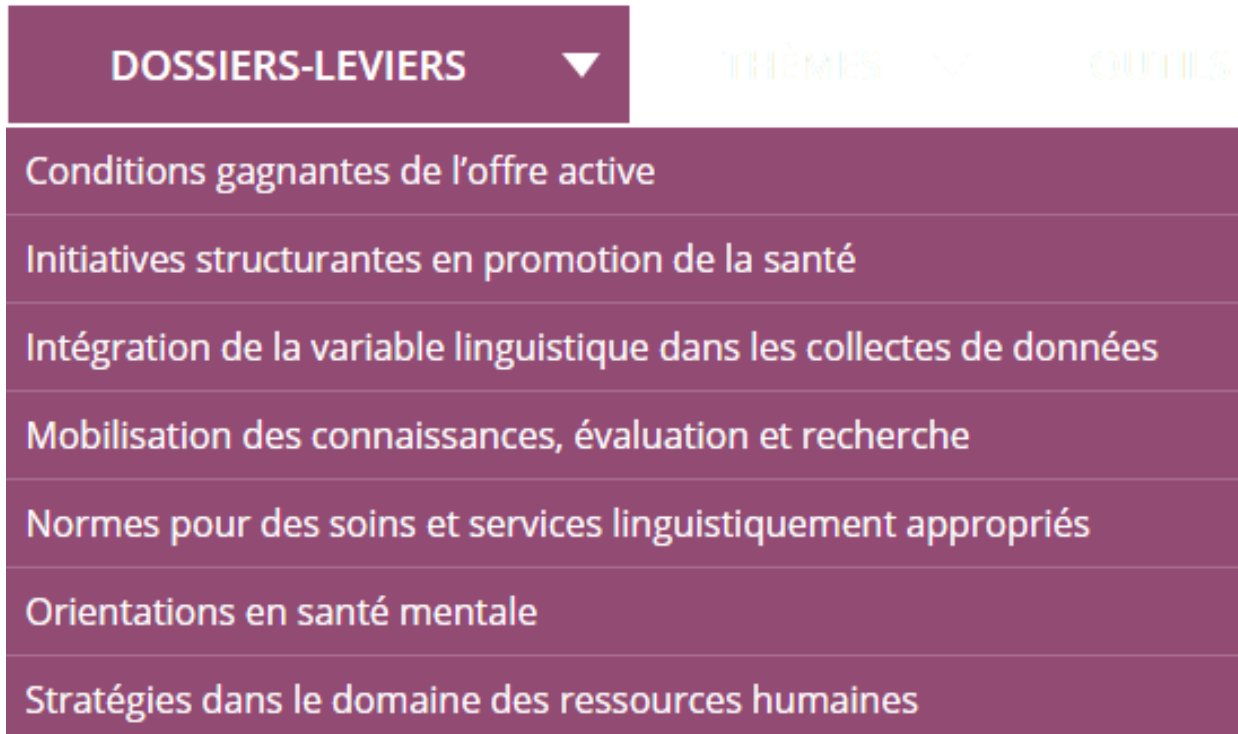 DOSSIERS-LEVIERS THÈMES OUTILS
Conditions gagnantes de l’offre active
Initiatives structurantes en promotion de la santé
Intégration de la variable linguistique dans les collectes de données
Mobilisation des connaissances, évaluation et recherche
Normes pour des soins et services linguistiquement appropriés
Orientations en santé mentale
Stratégies dans le domaine des ressources humaines